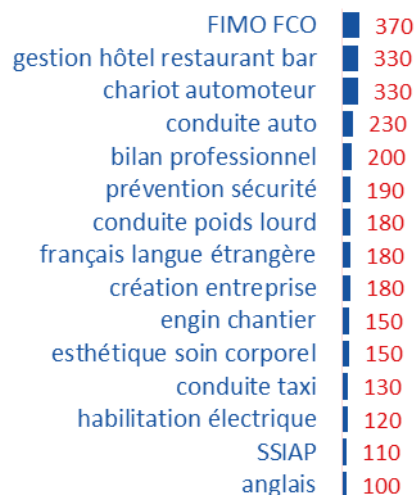 FIMO FCO 370
gestion hôtel restaurant bar 330
chariot automoteur 330
conduite auto 230
bilan professionnel 200
prévention sécurité 190
conduite poids lourd 180
français langue étrangère 180
création entreprise 180
engin chantier 150
esthétique soin corporel 150
conduite taxi 130
habilitation électrique 120
SSIAP 110
anglais 100